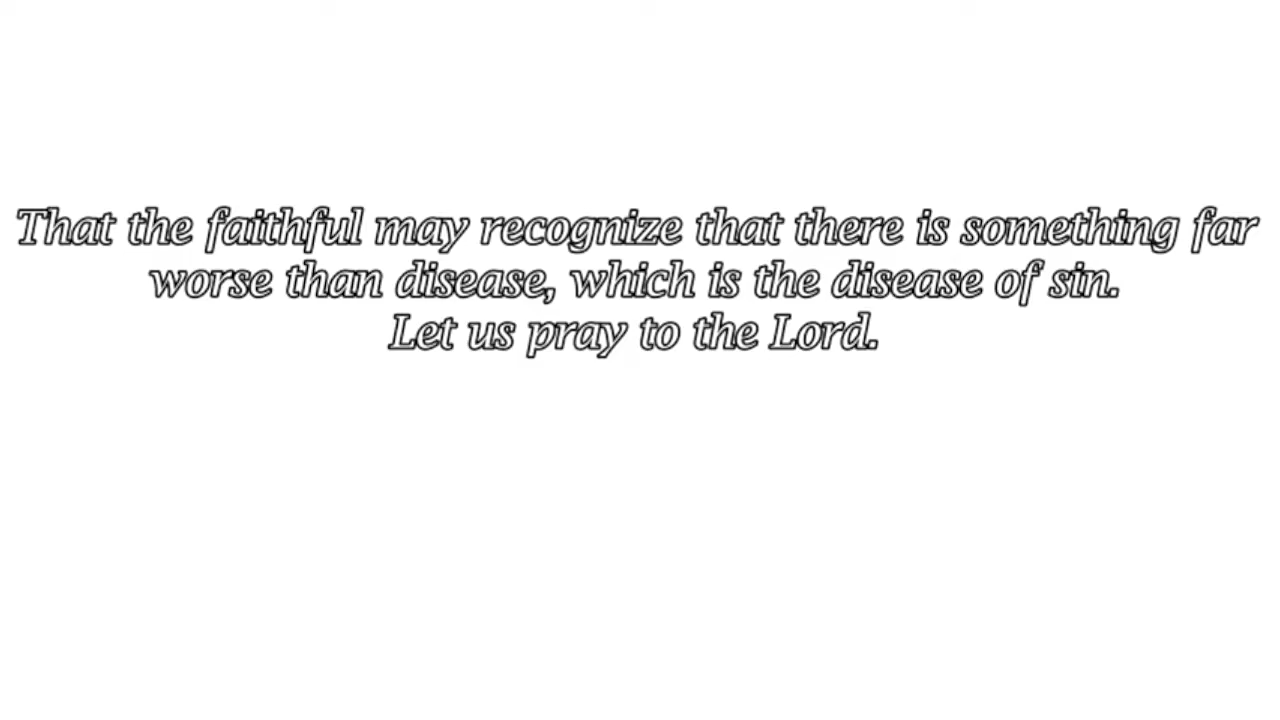 That the faithful may recognize that there is something far
worse than disease, which is the disease of sin.
Let us pray to the Lord.